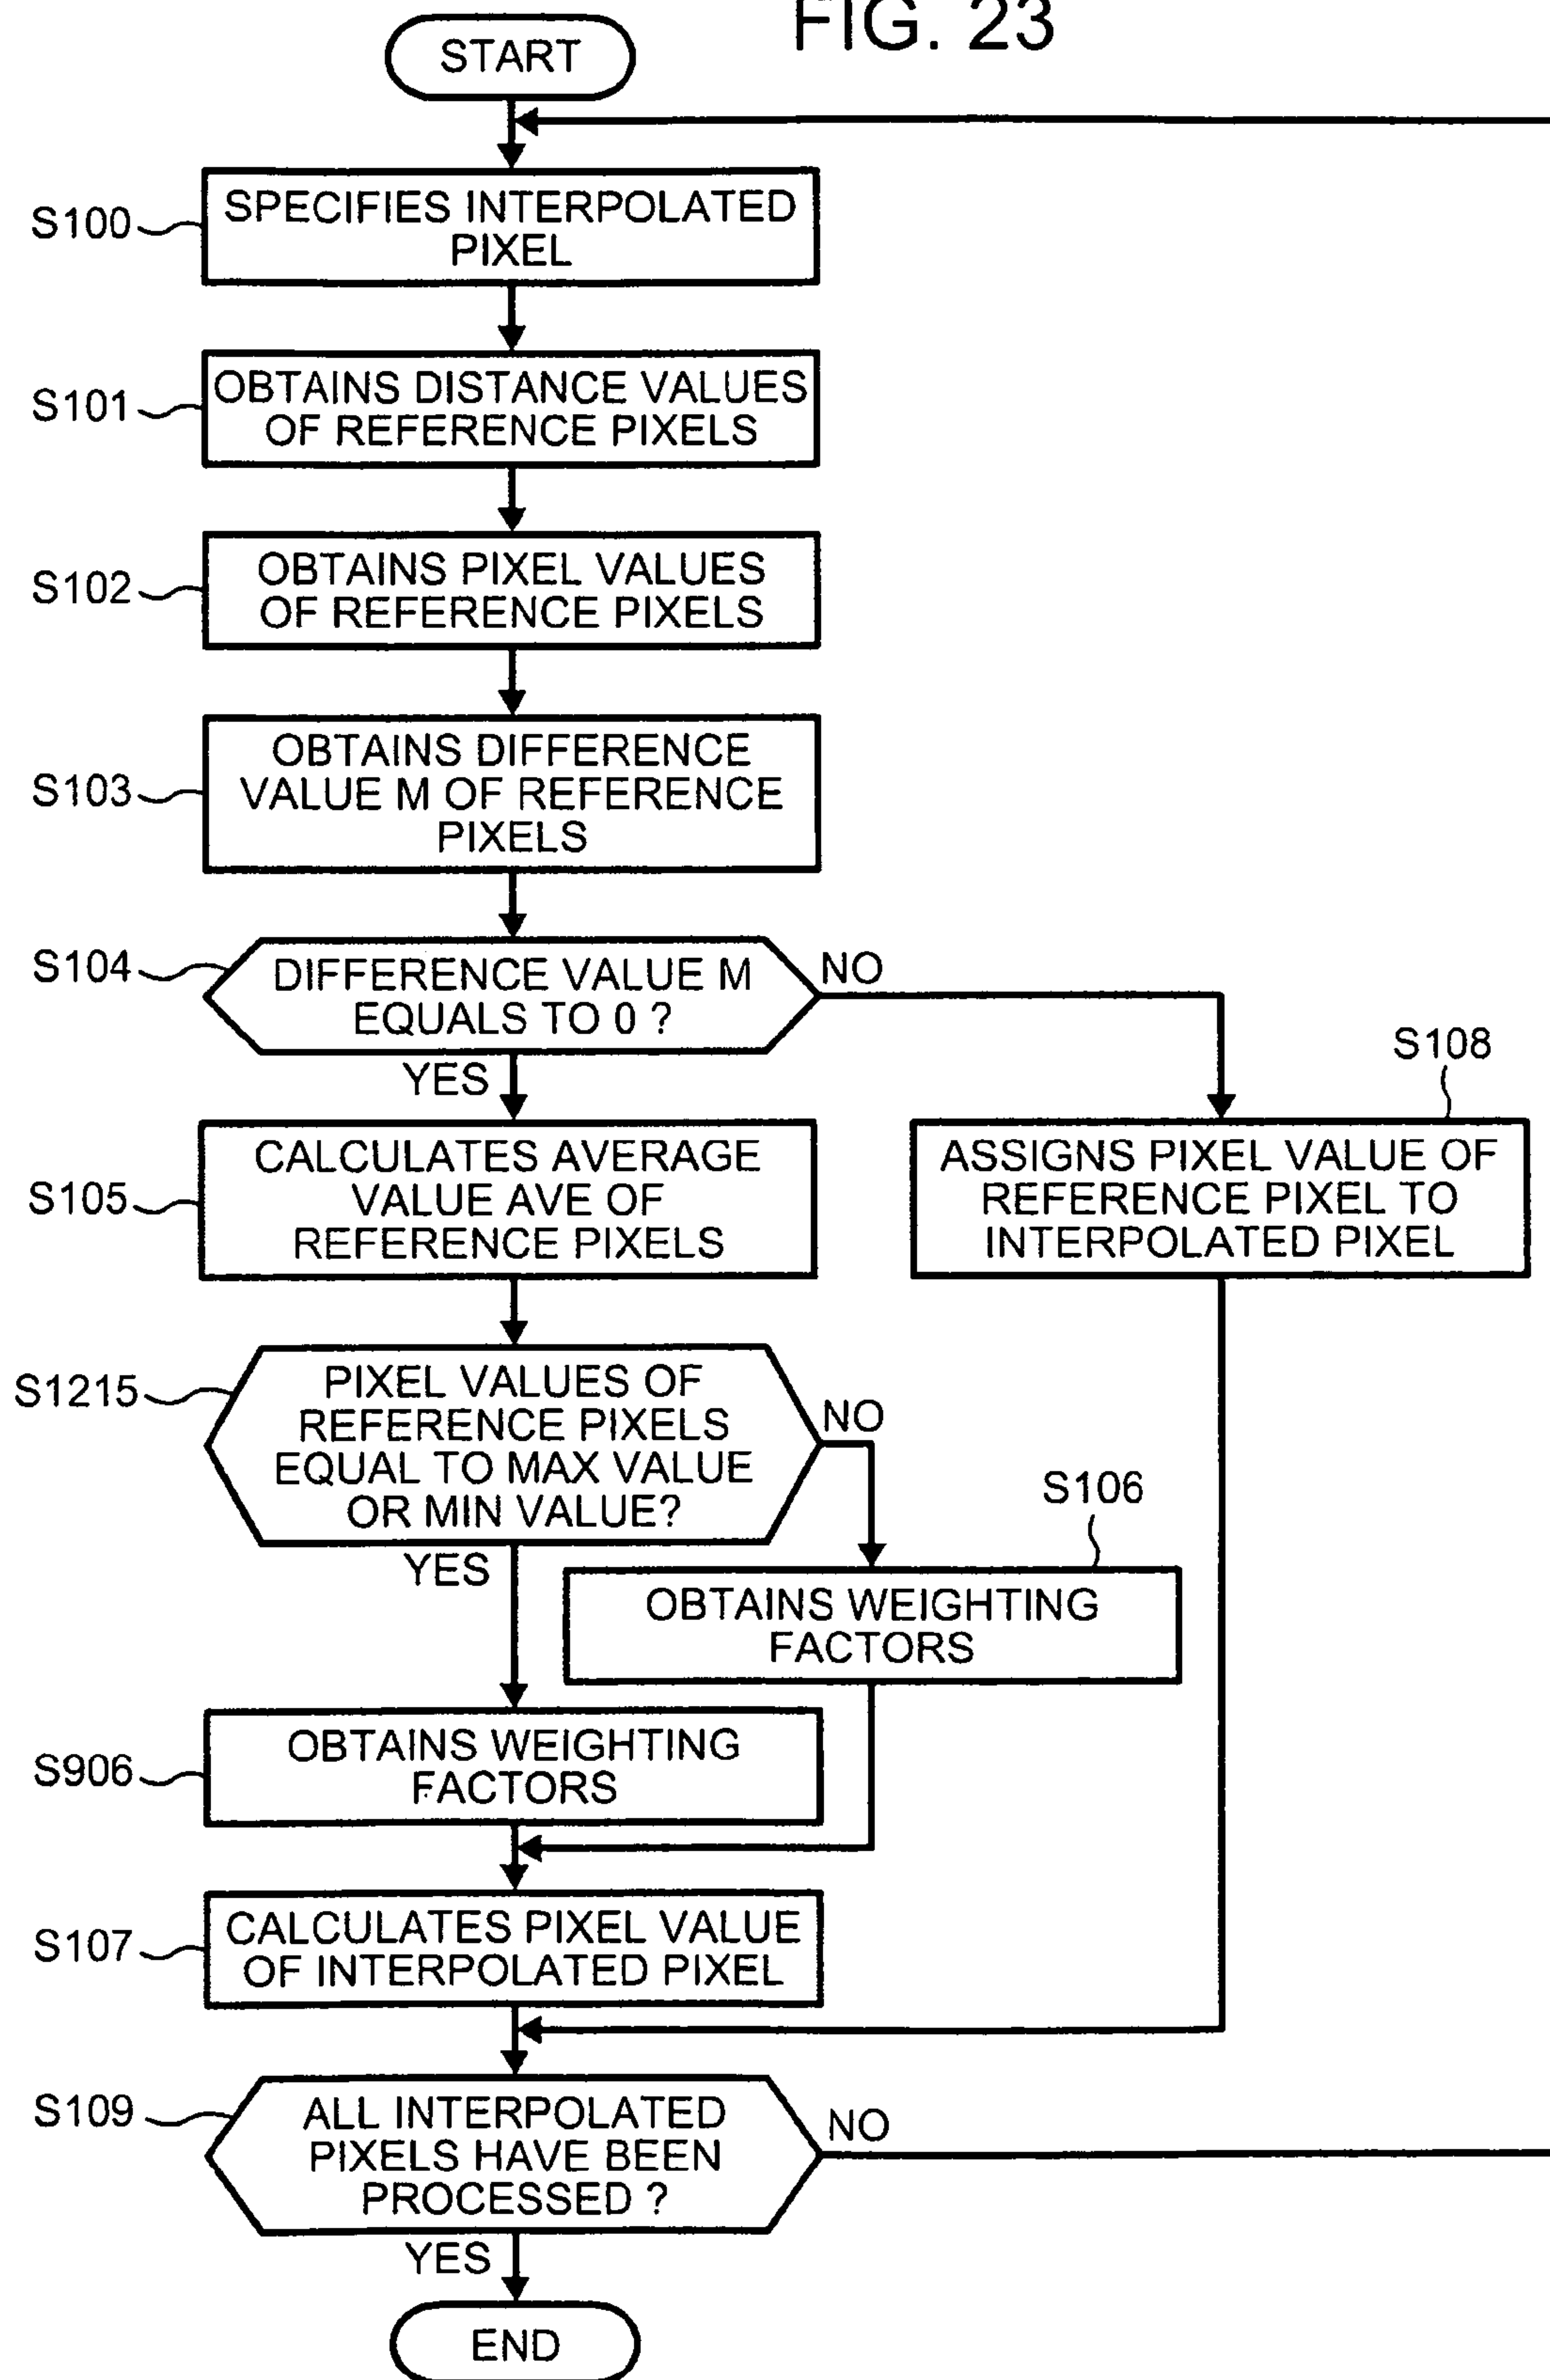 FIG. 23
START
S100
SPECIFIES INTERPOLATED
PIXEL
S101
OBTAINS DISTANCE VALUES
OF REFERENCE PIXELS
S102
OBTAINS PIXEL VALUES
OF REFERENCE PIXELS
S103
OBTAINS DIFFERENCE
VALUE M OF REFERENCE
PIXELS
S104
DIFFERENCE VALUE M
EQUALS TO 0 ?
NO
YES
S108
ASSIGNS PIXEL VALUE OF
REFERENCE PIXEL TO
INTERPOLATED PIXEL
S105
CALCULATES AVERAGE
VALUE AVE OF
REFERENCE PIXELS
S1215
PIXEL VALUES OF
REFERENCE PIXELS
EQUAL TO MAX VALUE
OR MIN VALUE?
NO
YES
S106
OBTAINS WEIGHTING
FACTORS
S906
OBTAINS WEIGHTING
FACTORS
S107
CALCULATES PIXEL VALUE
OF INTERPOLATED PIXEL
S109
ALL INTERPOLATED
PIXELS HAVE BEEN
PROCESSED ?
NO
YES
END